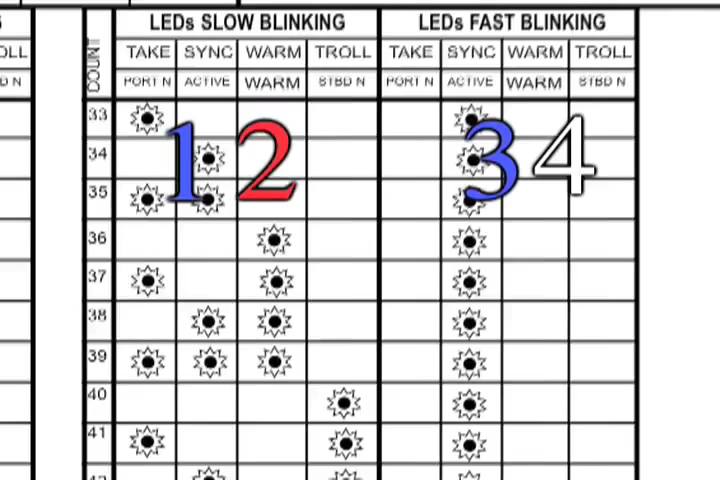 LEDs SLOW BLINKING LEDs FAST BLINKING
COUNT TAKE SYNC WARM TROLL TAKE SYNC WARM TROLL
PORT N ACTIVE WARM STBD N PORT N ACTIVE WARM STBD N
33
34
1 2 3 4
35
36
37
38
39
40
41